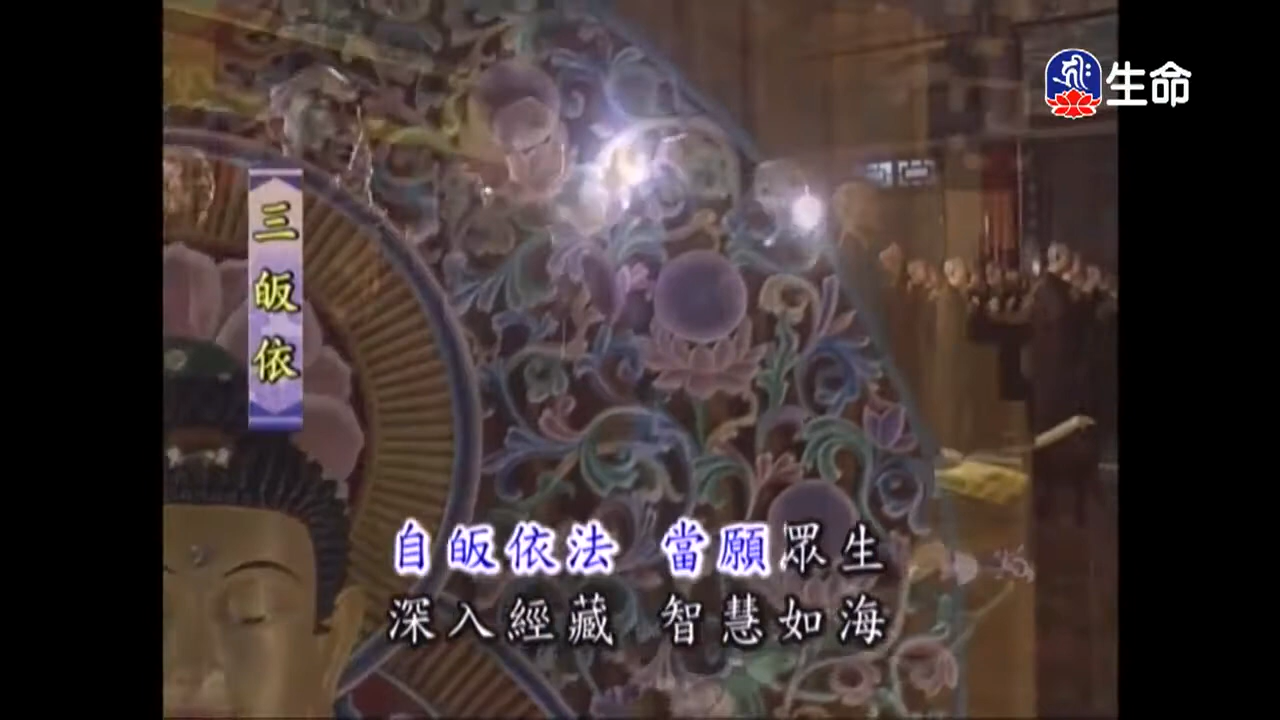 生命
三皈依
自皈依法 當願眾生
深入經藏 智慧如海